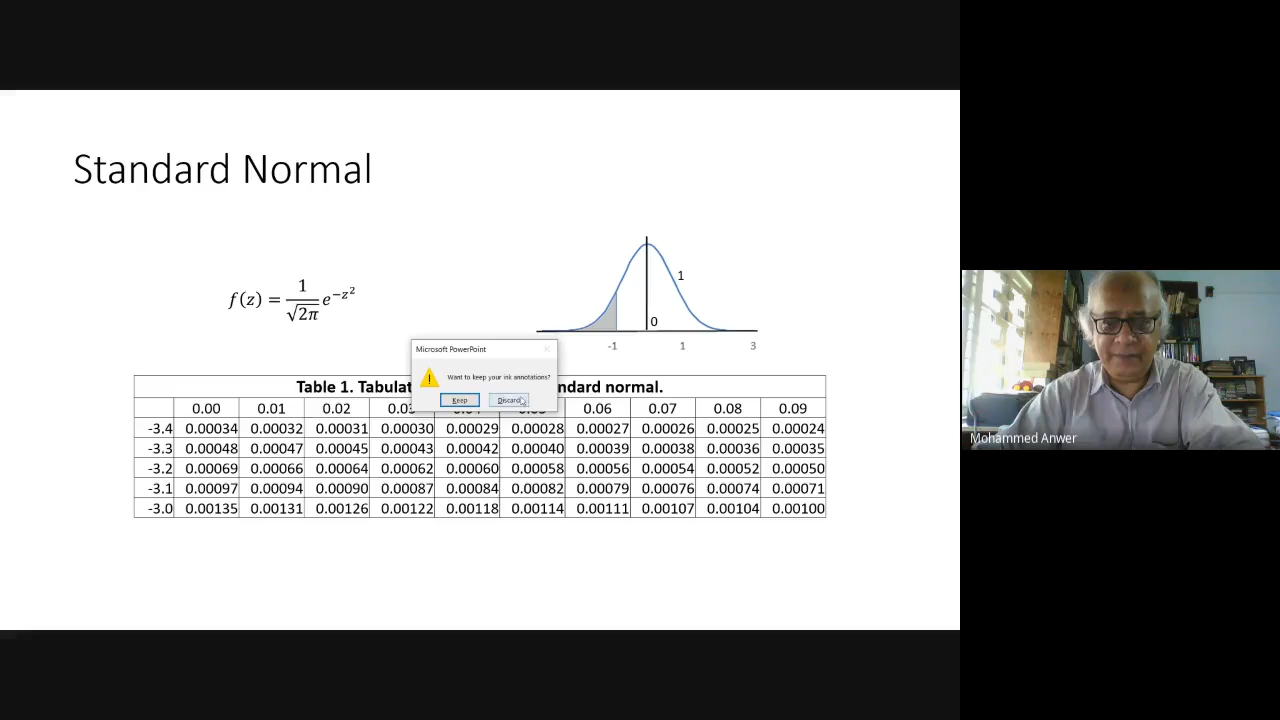 Standard Normal
f(z) = 1/√2π e^−z²
1
0
-1 1 3
Microsoft PowerPoint
Want to keep your ink annotations?
Keep Discard
Table 1. Tabulat ndard normal.
0.00 0.01 0.02 0.03 0.04 0.05 0.06 0.07 0.08 0.09
-3.4 0.00034 0.00032 0.00031 0.00030 0.00029 0.00028 0.00027 0.00026 0.00025 0.00024
-3.3 0.00048 0.00047 0.00045 0.00043 0.00042 0.00040 0.00039 0.00038 0.00036 0.00035
-3.2 0.00069 0.00066 0.00064 0.00062 0.00060 0.00058 0.00056 0.00054 0.00052 0.00050
-3.1 0.00097 0.00094 0.00090 0.00087 0.00084 0.00082 0.00079 0.00076 0.00074 0.00071
-3.0 0.00135 0.00131 0.00126 0.00122 0.00118 0.00114 0.00111 0.00107 0.00104 0.00100
Mohammed Anwer